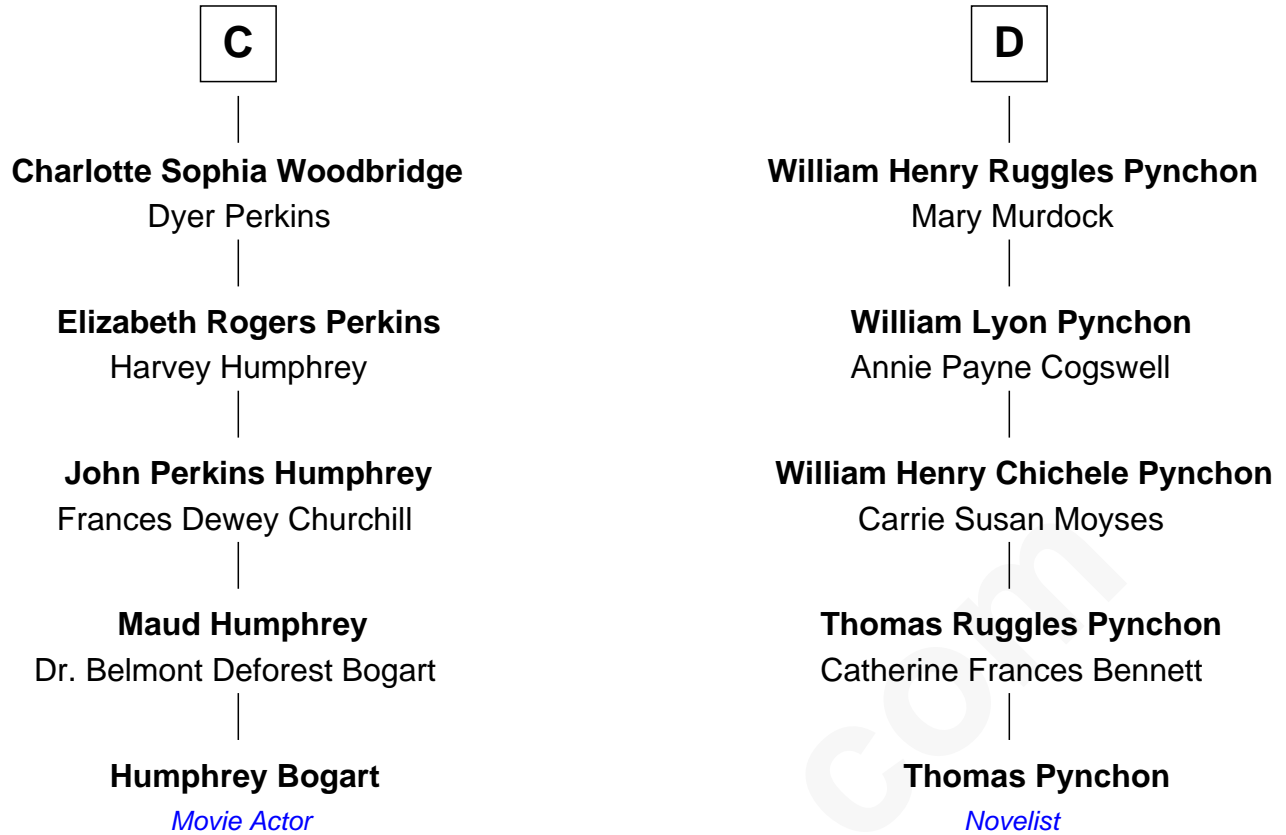 C
Charlotte Sophia Woodbridge
Dyer Perkins
Elizabeth Rogers Perkins
Harvey Humphrey
John Perkins Humphrey
Frances Dewey Churchill
Maud Humphrey
Dr. Belmont Deforest Bogart
Humphrey Bogart
Movie Actor
D
William Henry Ruggles Pynchon
Mary Murdock
William Lyon Pynchon
Annie Payne Cogswell
William Henry Chichele Pynchon
Carrie Susan Moyses
Thomas Ruggles Pynchon
Catherine Frances Bennett
Thomas Pynchon
Novelist
com